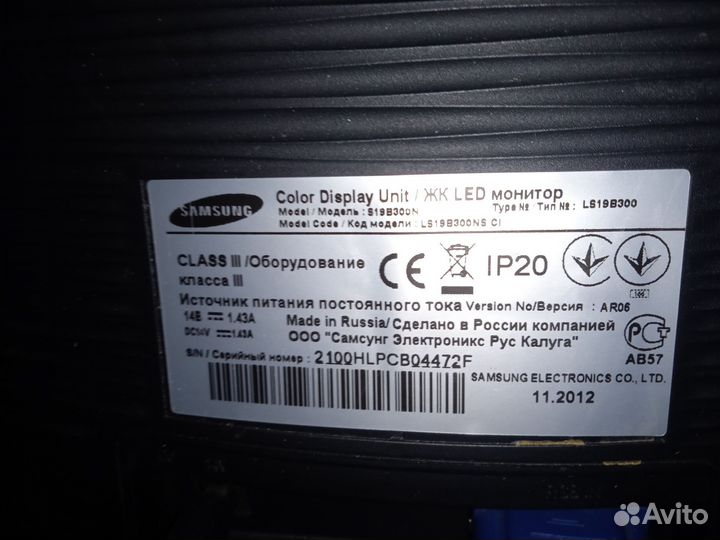 SAMSUNG
Color Display Unit / ЖК LED монитор
Model / Модель : S19B300N
Type № / Тип № : LS19B300
Model Code / Код модели : LS19B300NS CI
CLASS III /Оборудование
класса III
CE
IP20
Источник питания постоянного тока Version No/Версия : AR06
14В 1.43A
DC14V 1.43A
Made in Russia/ Сделано в России компанией
ООО "Самсунг Электроникс Рус Калуга"
РСТ
АВ57
S/N / Серийный номер : 2100HLPCB04472F
SAMSUNG ELECTRONICS CO., LTD.
11.2012
Avito